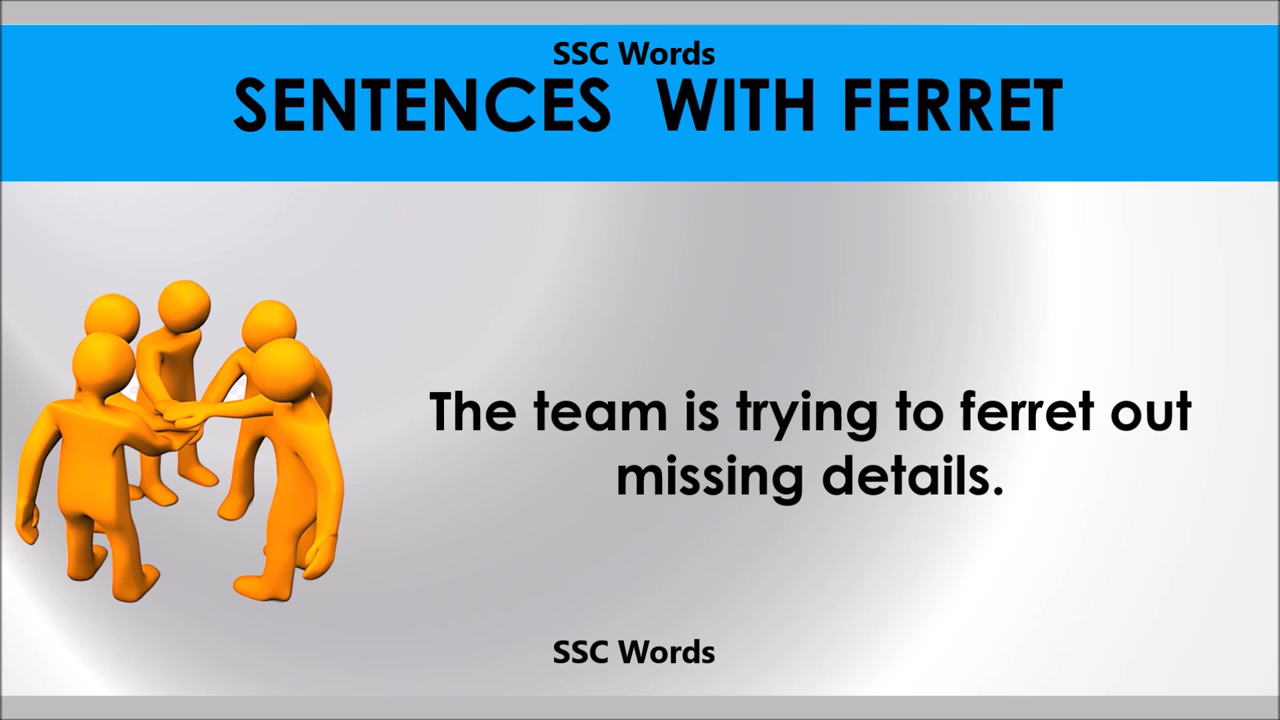 SSC Words
SENTENCES WITH FERRET
The team is trying to ferret out
missing details.
SSC Words